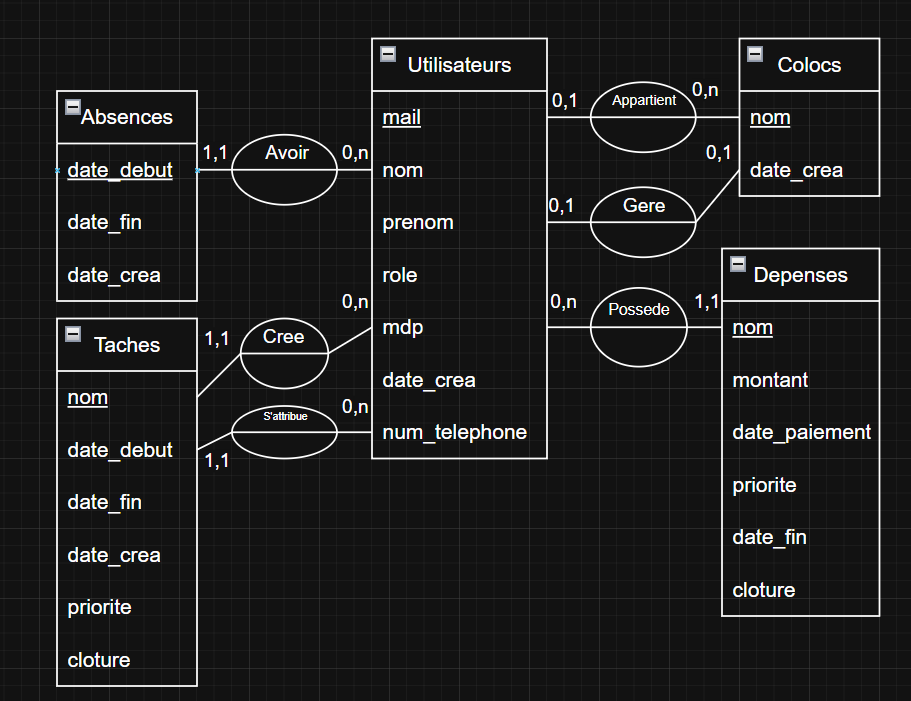 Utilisateurs
mail
nom
prenom
role
mdp
date_crea
num_telephone
Colocs
nom
date_crea
Absences
date_debut
date_fin
date_crea
Taches
nom
date_debut
date_fin
date_crea
priorite
cloture
Depenses
nom
montant
date_paiement
priorite
date_fin
cloture
0,1
Appartient
0,n
1,1
Avoir
0,n
0,1
Gere
0,1
0,n
Possede
1,1
1,1
Cree
0,n
1,1
S'attribue
0,n